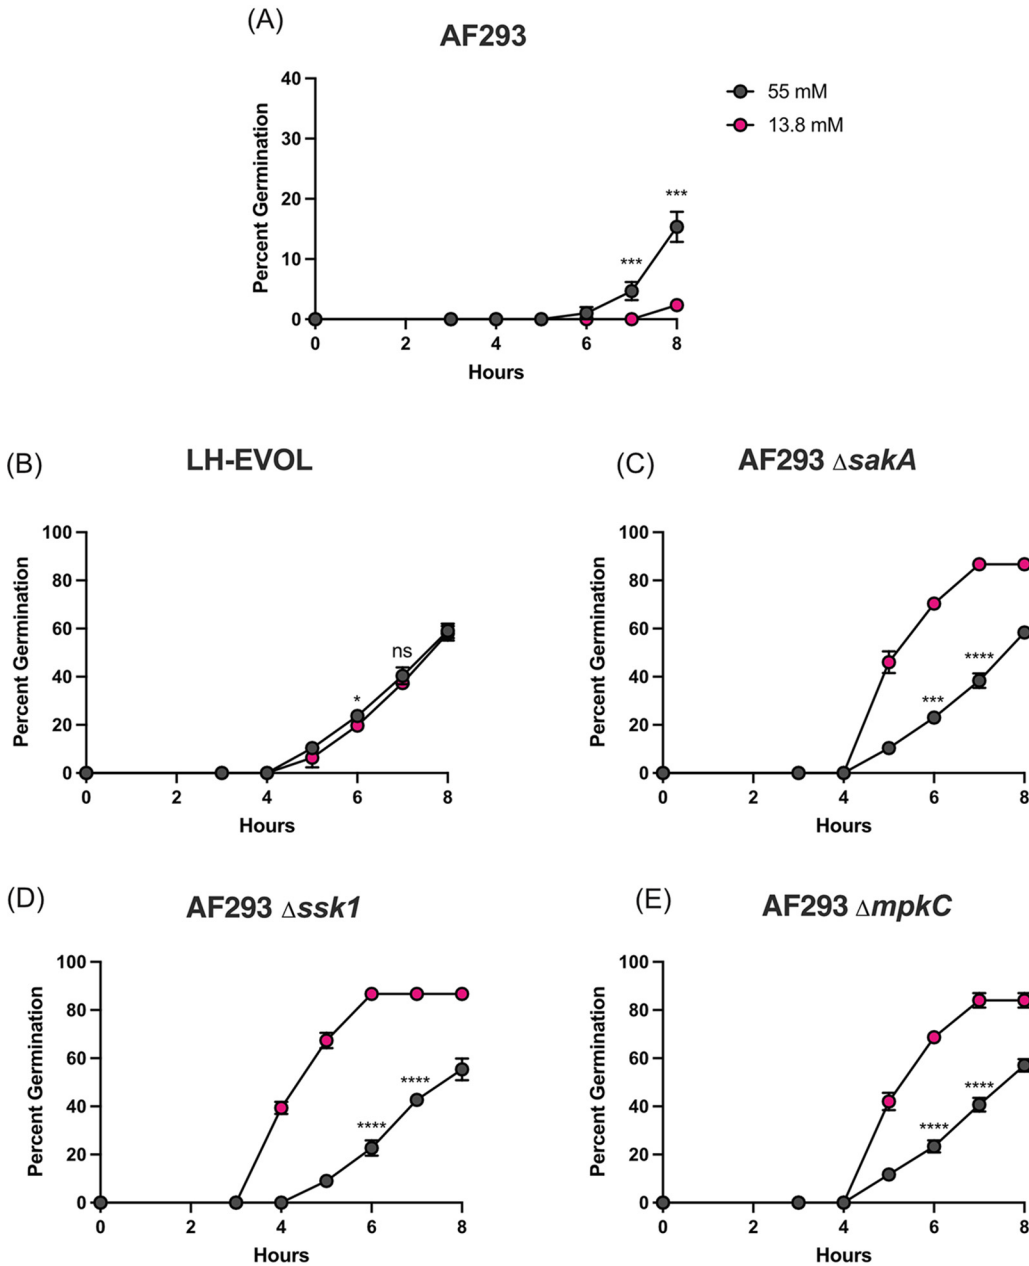 (A)
AF293
Percent Germination
40
30
20
10
0
***
***
0 2 4 6 8
Hours
55 mM
13.8 mM
(B)
LH-EVOL
Percent Germination
100
80
60
40
20
0
*
ns
0 2 4 6 8
Hours
(C)
AF293 ΔsakA
Percent Germination
100
80
60
40
20
0
***
****
0 2 4 6 8
Hours
(D)
AF293 Δssk1
Percent Germination
100
80
60
40
20
0
****
****
0 2 4 6 8
Hours
(E)
AF293 ΔmpkC
Percent Germination
100
80
60
40
20
0
****
****
0 2 4 6 8
Hours